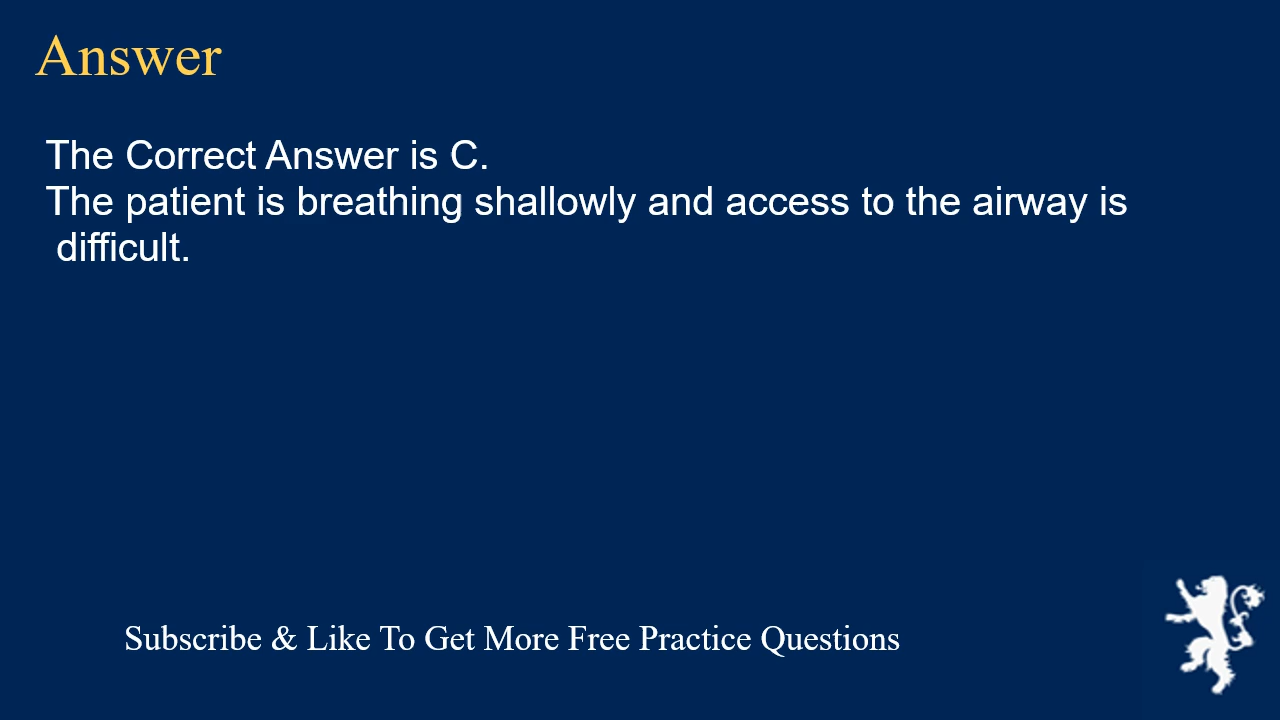 Answer
The Correct Answer is C.
The patient is breathing shallowly and access to the airway is
difficult.
Subscribe & Like To Get More Free Practice Questions